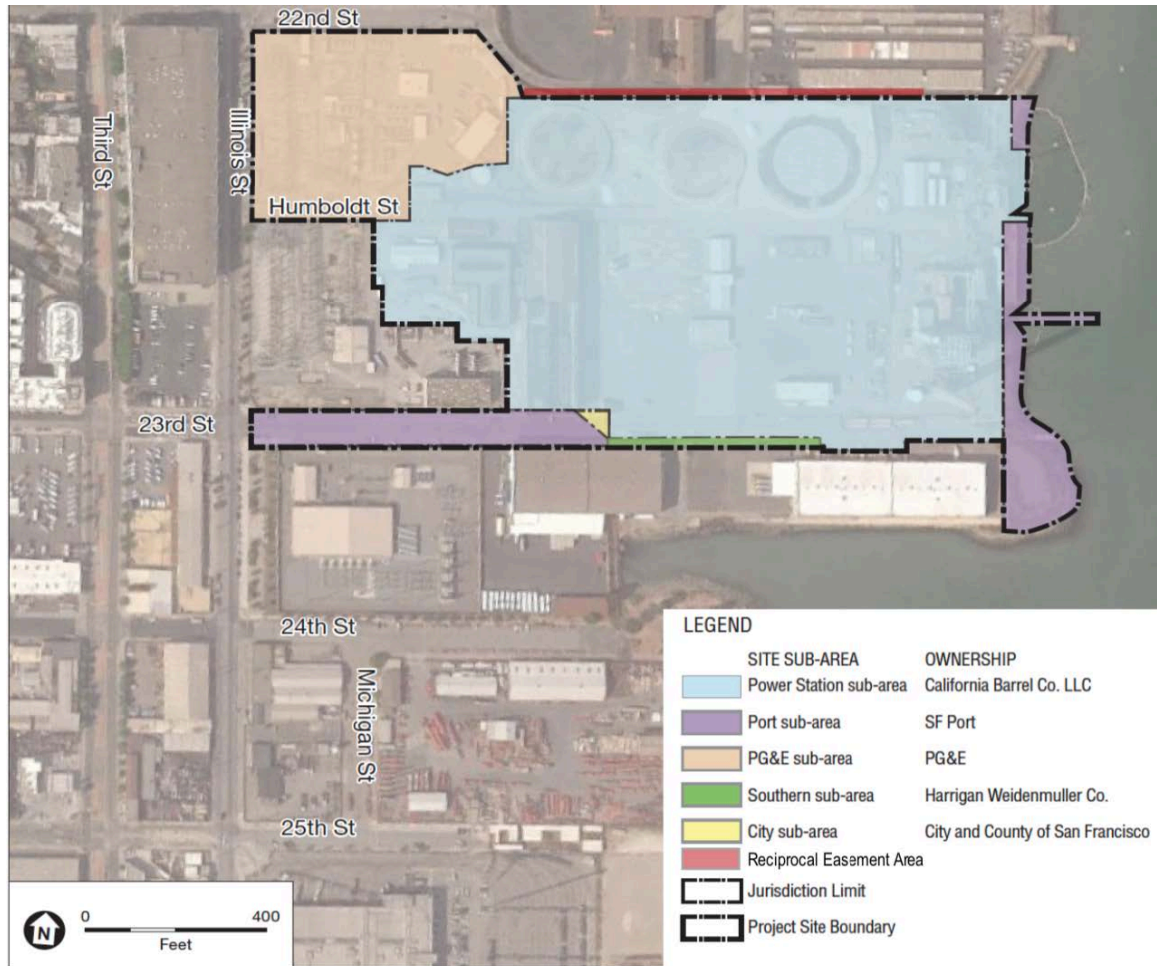 22nd St
Third St
Illinois St
Humboldt St
23rd St
24th St
Michigan St
25th St
LEGEND
SITE SUB-AREA OWNERSHIP
Power Station sub-area California Barrel Co. LLC
Port sub-area SF Port
PG&E sub-area PG&E
Southern sub-area Harrigan Weidenmuller Co.
City sub-area City and County of San Francisco
Reciprocal Easement Area
Jurisdiction Limit
Project Site Boundary
N
0 400
Feet